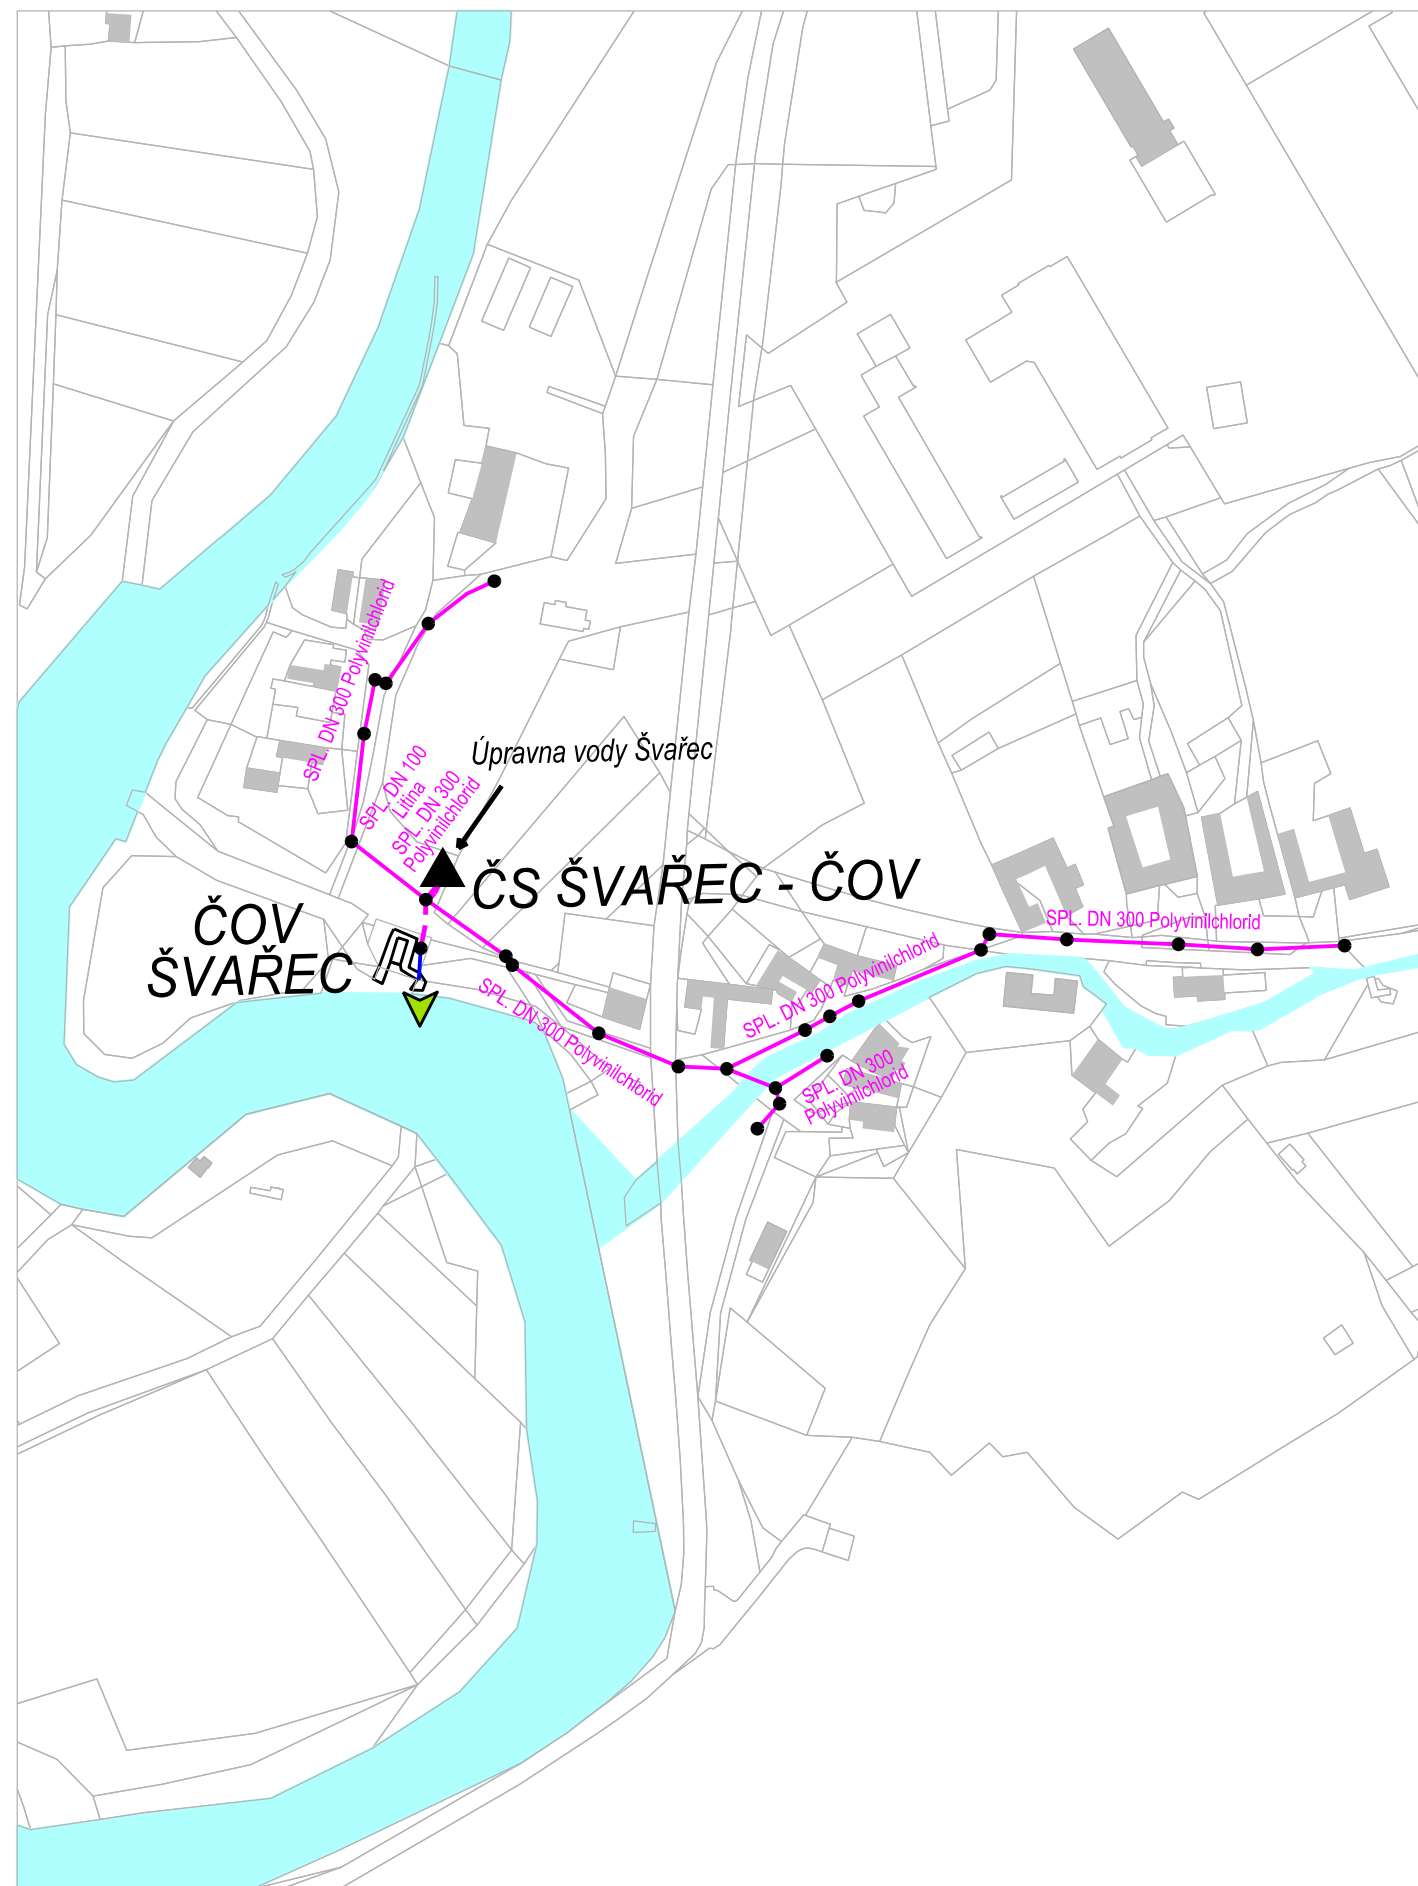 SPL. DN 300 Polyvinilchlorid
SPL. DN 100
Litina
SPL. DN 300
Polyvinilchlorid
Úpravna vody Švařec
ČS ŠVAŘEC - ČOV
ČOV
ŠVAŘEC
SPL. DN 300 Polyvinilchlorid
SPL. DN 300 Polyvinilchlorid
SPL. DN 300 Polyvinilchlorid
SPL. DN 300
Polyvinilchlorid